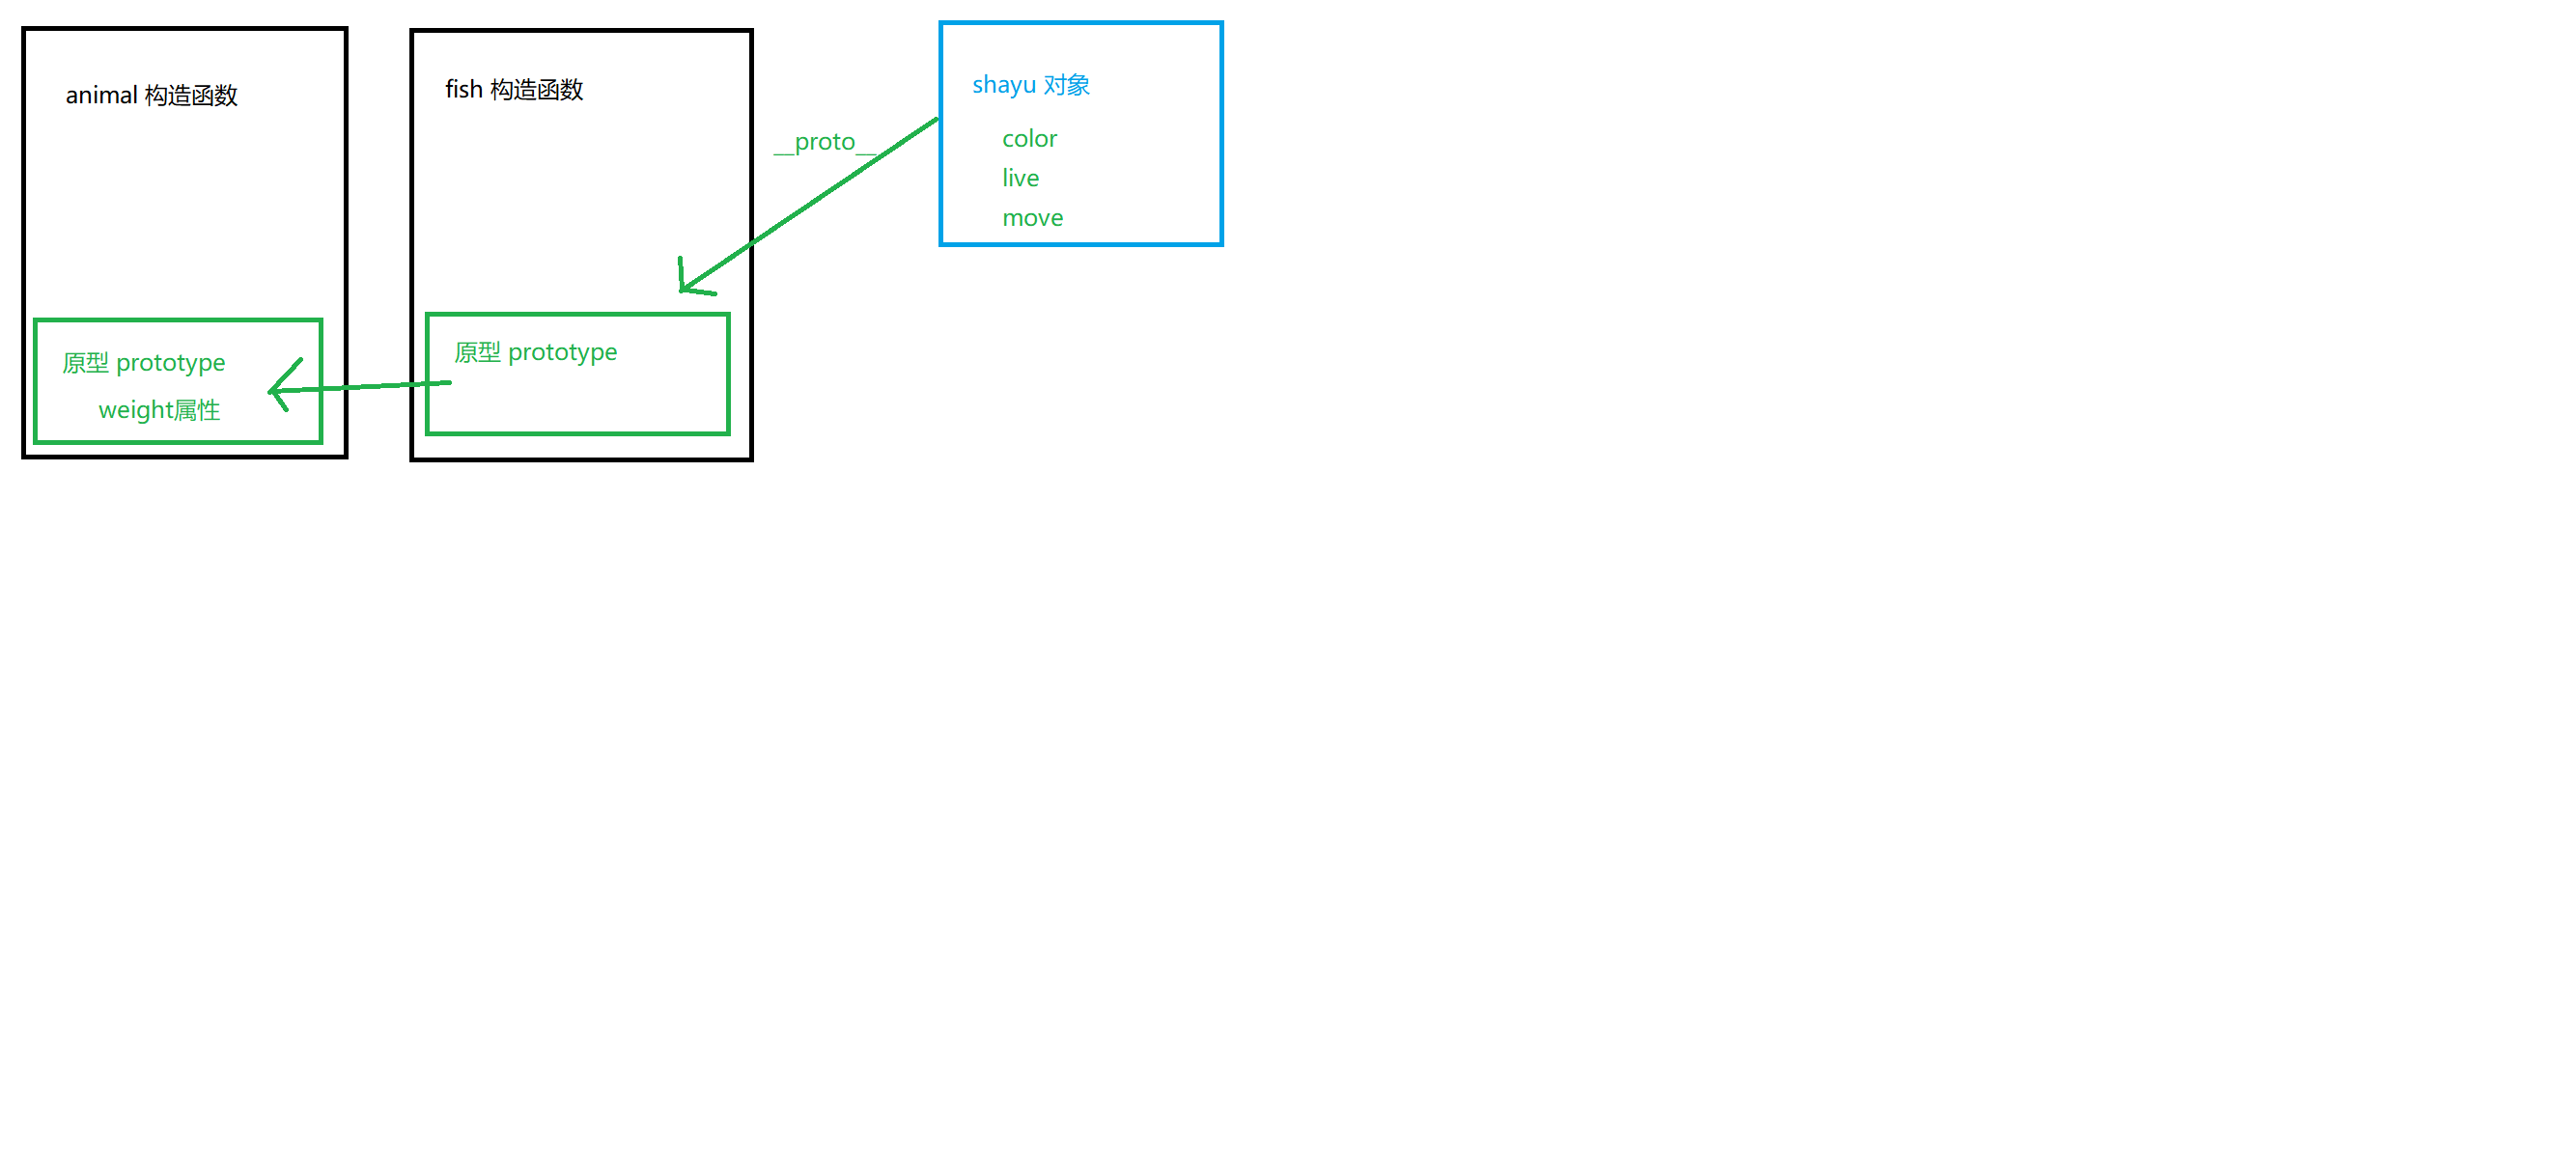 animal 构造函数
原型 prototype
weight属性
fish 构造函数
原型 prototype
__proto__
shayu 对象
color
live
move